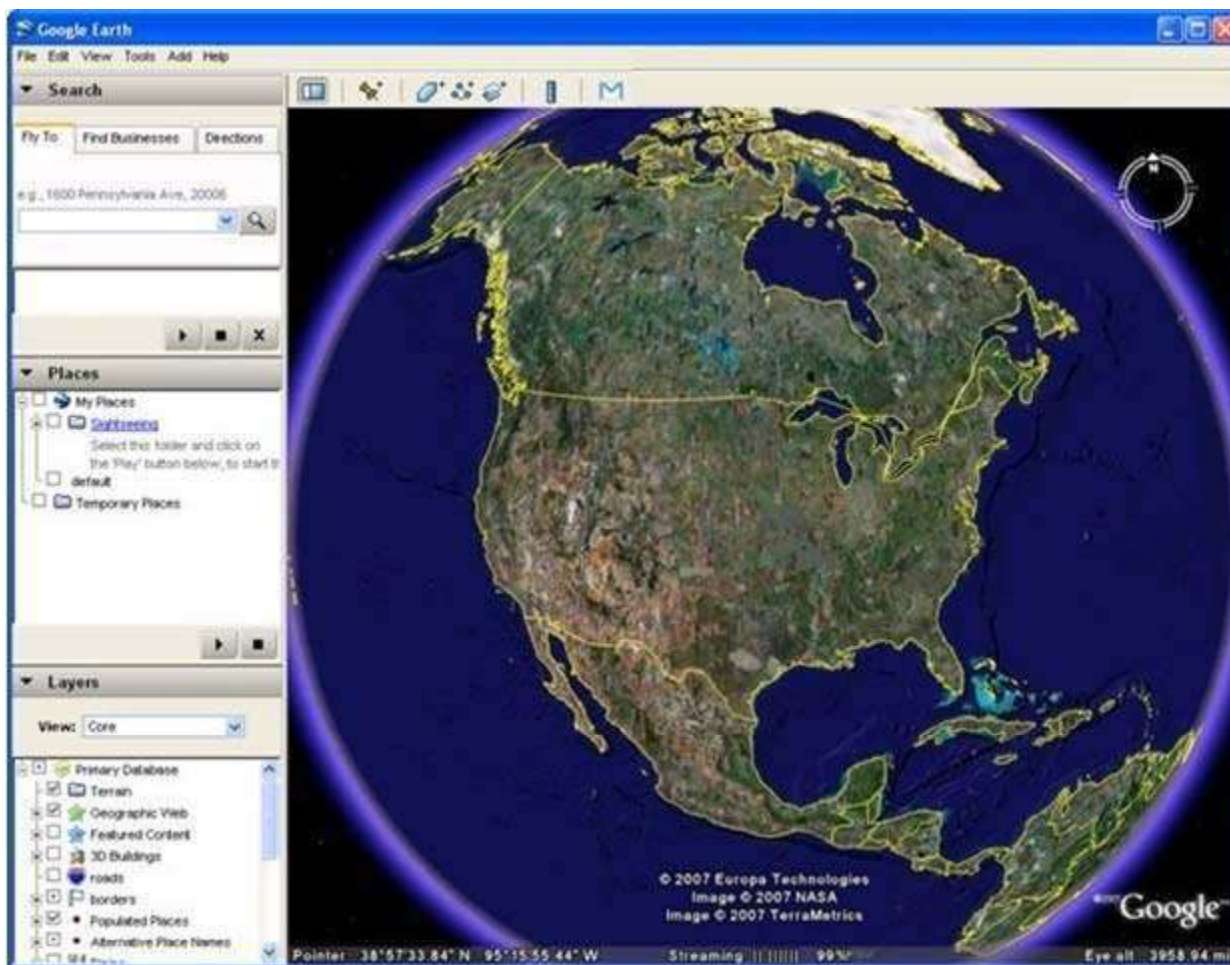 Google Earth
File Edit View Tools Add Help
Search
Fly To Find Businesses Directions
e.g., 1600 Pennsylvania Ave, 20006
Places
My Places
Sightseeing
Select this folder and click on
the 'Play' button below, to start th
default
Temporary Places
Layers
View: Core
Primary Database
Terrain
Geographic Web
Featured Content
3D Buildings
roads
borders
Populated Places
Alternative Place Names
N
© 2007 Europa Technologies
Image © 2007 NASA
Image © 2007 TerraMetrics
Google
Pointer 38°57'33.84" N 95°15'55.44" W Streaming 99% Eye alt 3958.94 mi